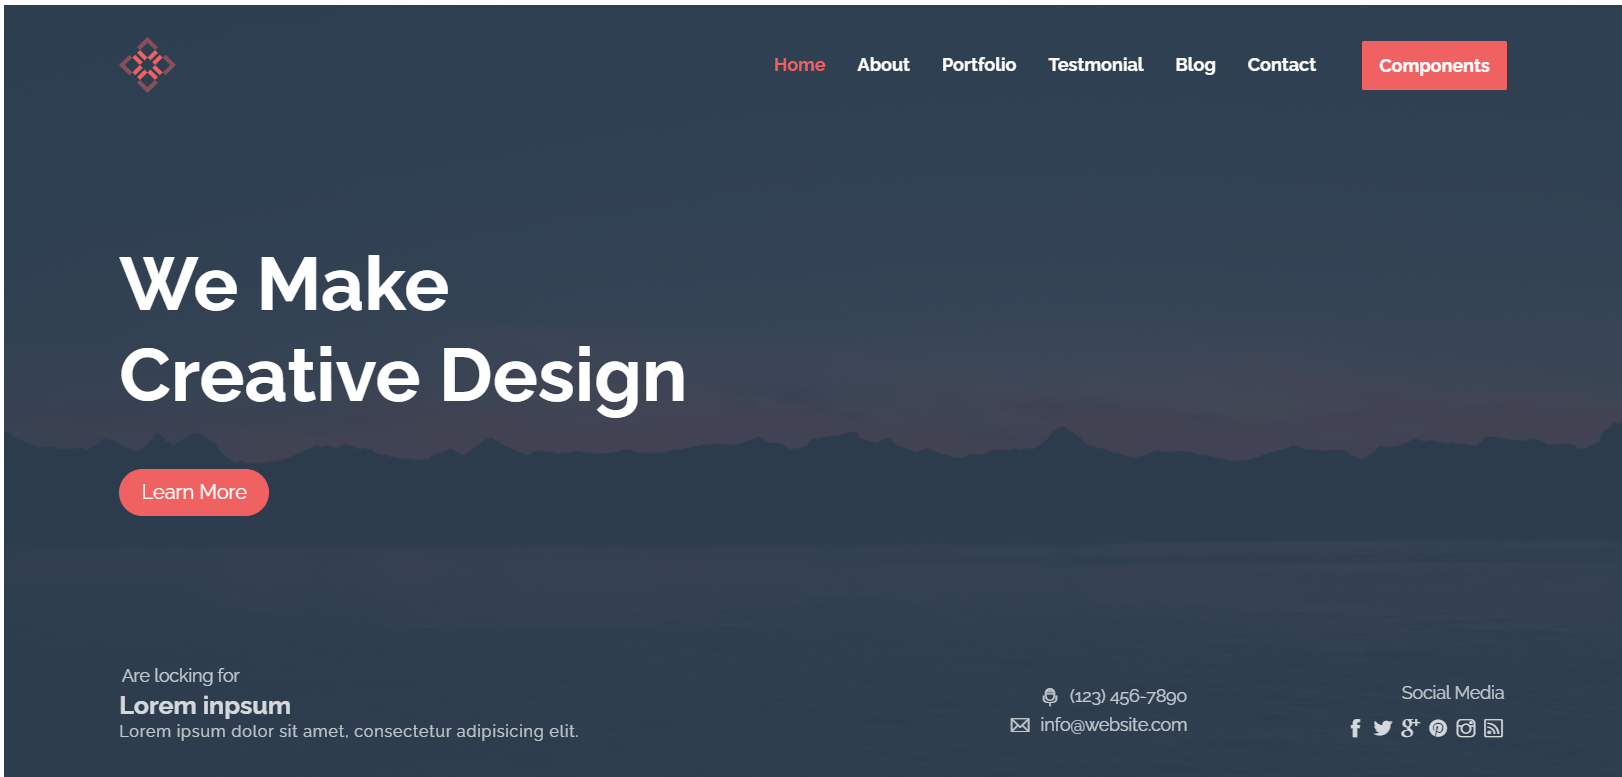 Home About Portfolio Testmonial Blog Contact Components
We Make
Creative Design
Learn More
Are locking for
Lorem inpsum
Lorem ipsum dolor sit amet, consectetur adipisicing elit.
(123) 456-7890
info@website.com
Social Media